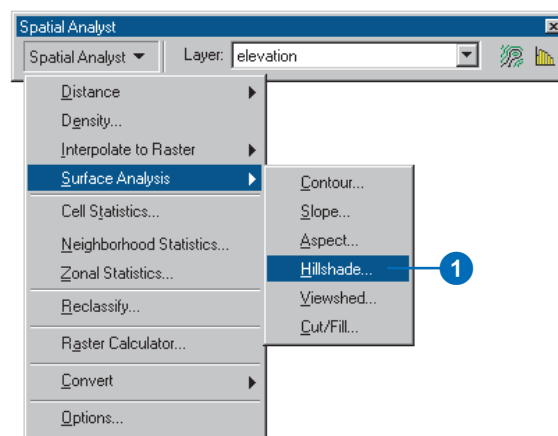 Spatial Analyst
Spatial Analyst Layer: elevation
Distance
Density...
Interpolate to Raster
Surface Analysis
Cell Statistics...
Neighborhood Statistics...
Zonal Statistics...
Reclassify...
Raster Calculator...
Convert
Options...
Contour...
Slope...
Aspect...
Hillshade... 1
Viewshed...
Cut/Fill...